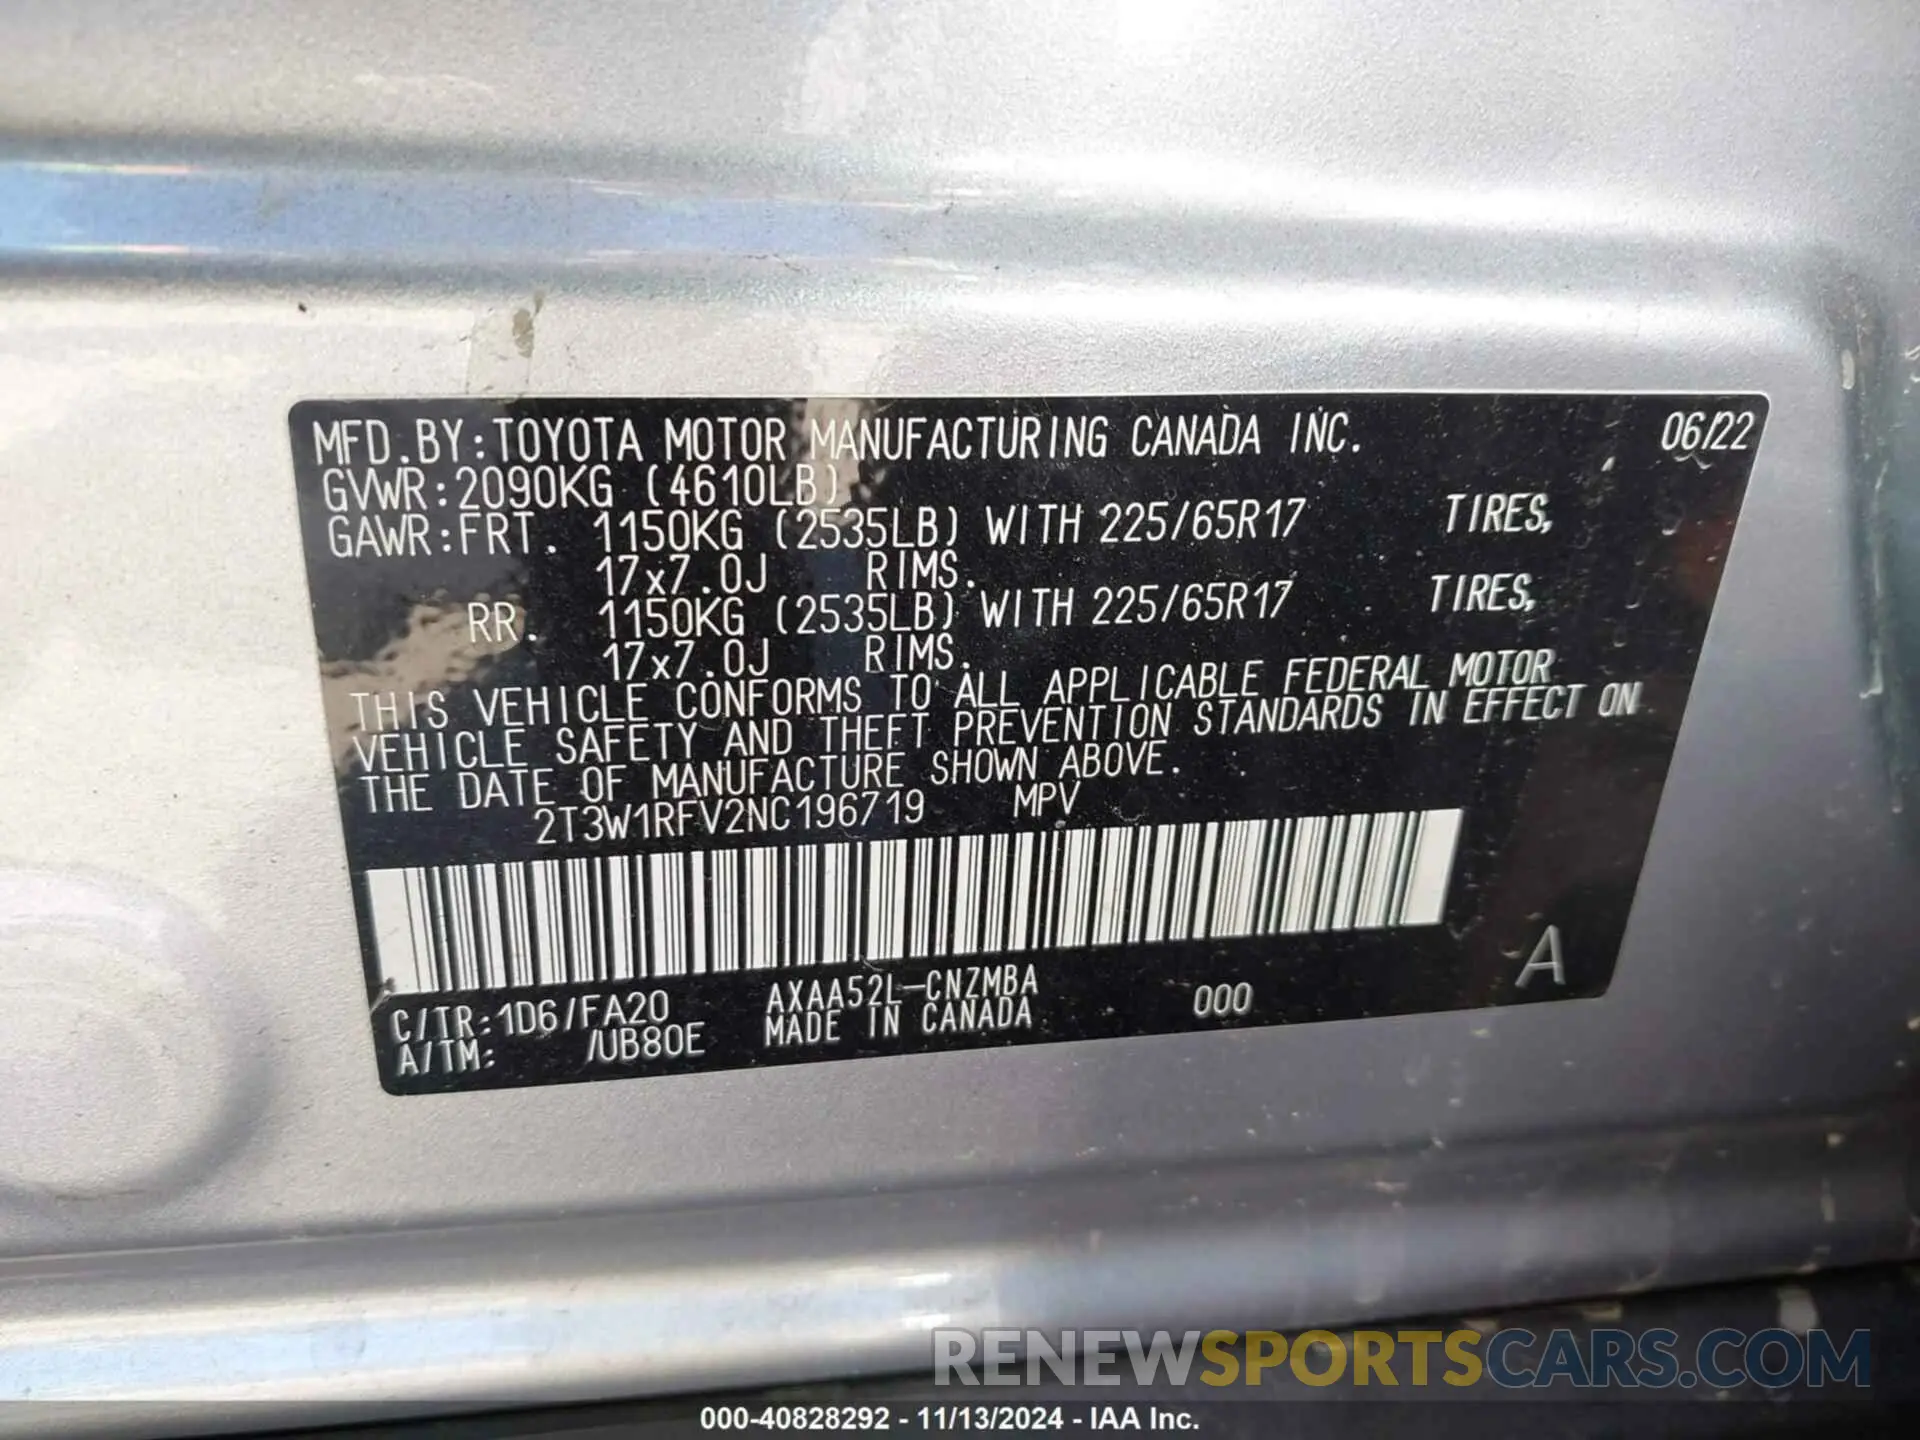 MFD.BY:TOYOTA MOTOR MANUFACTURING CANADA INC. 06/22
GVWR:2090KG (4610LB)
GAWR:FRT. 1150KG (2535LB) WITH 225/65R17 TIRES,
17x7.0J RIMS.
RR. 1150KG (2535LB) WITH 225/65R17 TIRES,
17x7.0J RIMS.
THIS VEHICLE CONFORMS TO ALL APPLICABLE FEDERAL MOTOR
VEHICLE SAFETY AND THEFT PREVENTION STANDARDS IN EFFECT ON
THE DATE OF MANUFACTURE SHOWN ABOVE.
2T3W1RFV2NC196719 MPV
A
C/TR:1D6/FA20 AXAA52L-CNZMBA 000
A/TM: /UB80E MADE IN CANADA
RENEWSPORTSCARS.COM
000-40828292 - 11/13/2024 - IAA Inc.